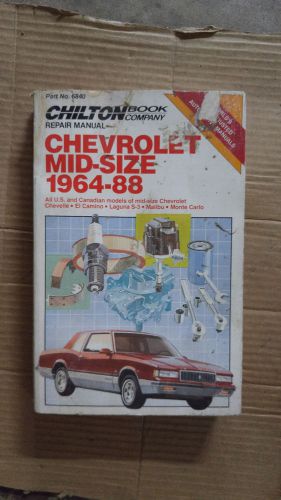 Part No. 6840
CHILTON BOOK COMPANY
REPAIR MANUAL
CHEVROLET
MID-SIZE
1964-88
All U.S. and Canadian models of mid-size Chevrolet
Chevelle • El Camino • Laguna S-3 • Malibu • Monte Carlo
MANUALS